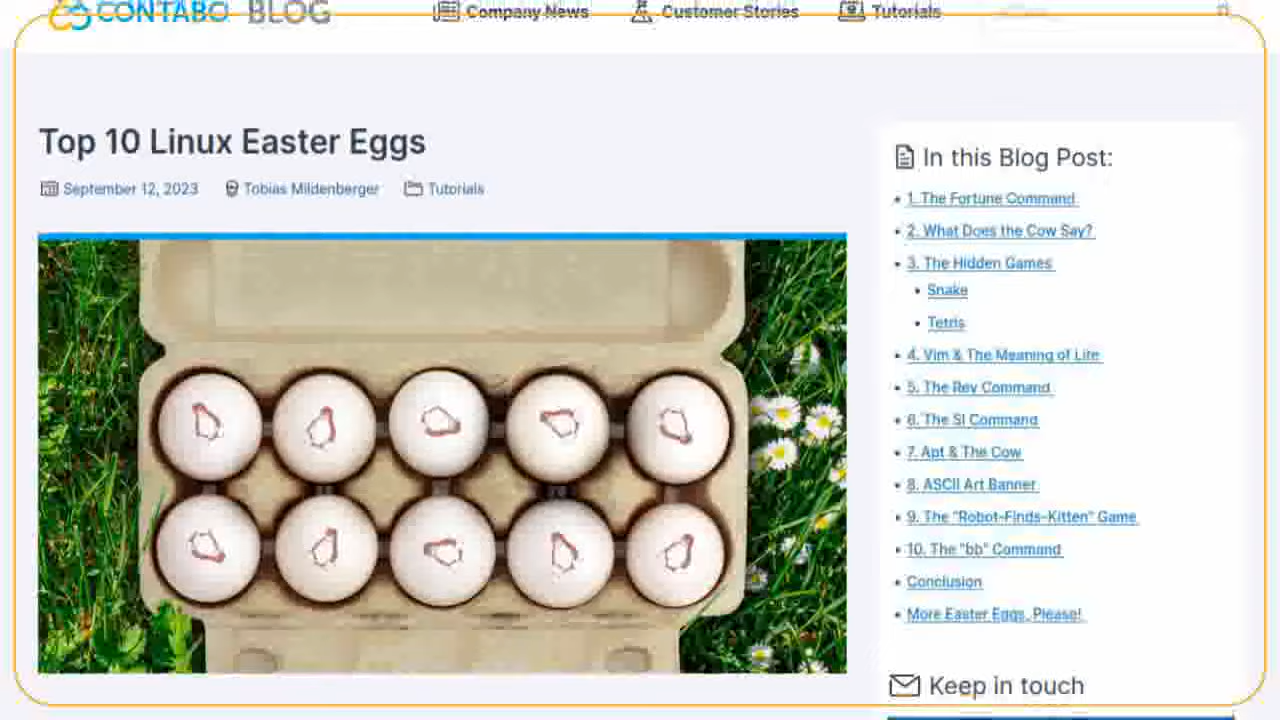 CONTABO BLOG
Company News
Customer Stories
Tutorials
Top 10 Linux Easter Eggs
September 12, 2023
Tobias Mildenberger
Tutorials
In this Blog Post:
1. The Fortune Command
2. What Does the Cow Say?
3. The Hidden Games
Snake
Tetris
4. Vim & The Meaning of Life
5. The Rev Command
6. The Sl Command
7. Apt & The Cow
8. ASCII Art Banner
9. The "Robot-Finds-Kitten" Game
10. The "bb" Command
Conclusion
More Easter Eggs, Please!
Keep in touch